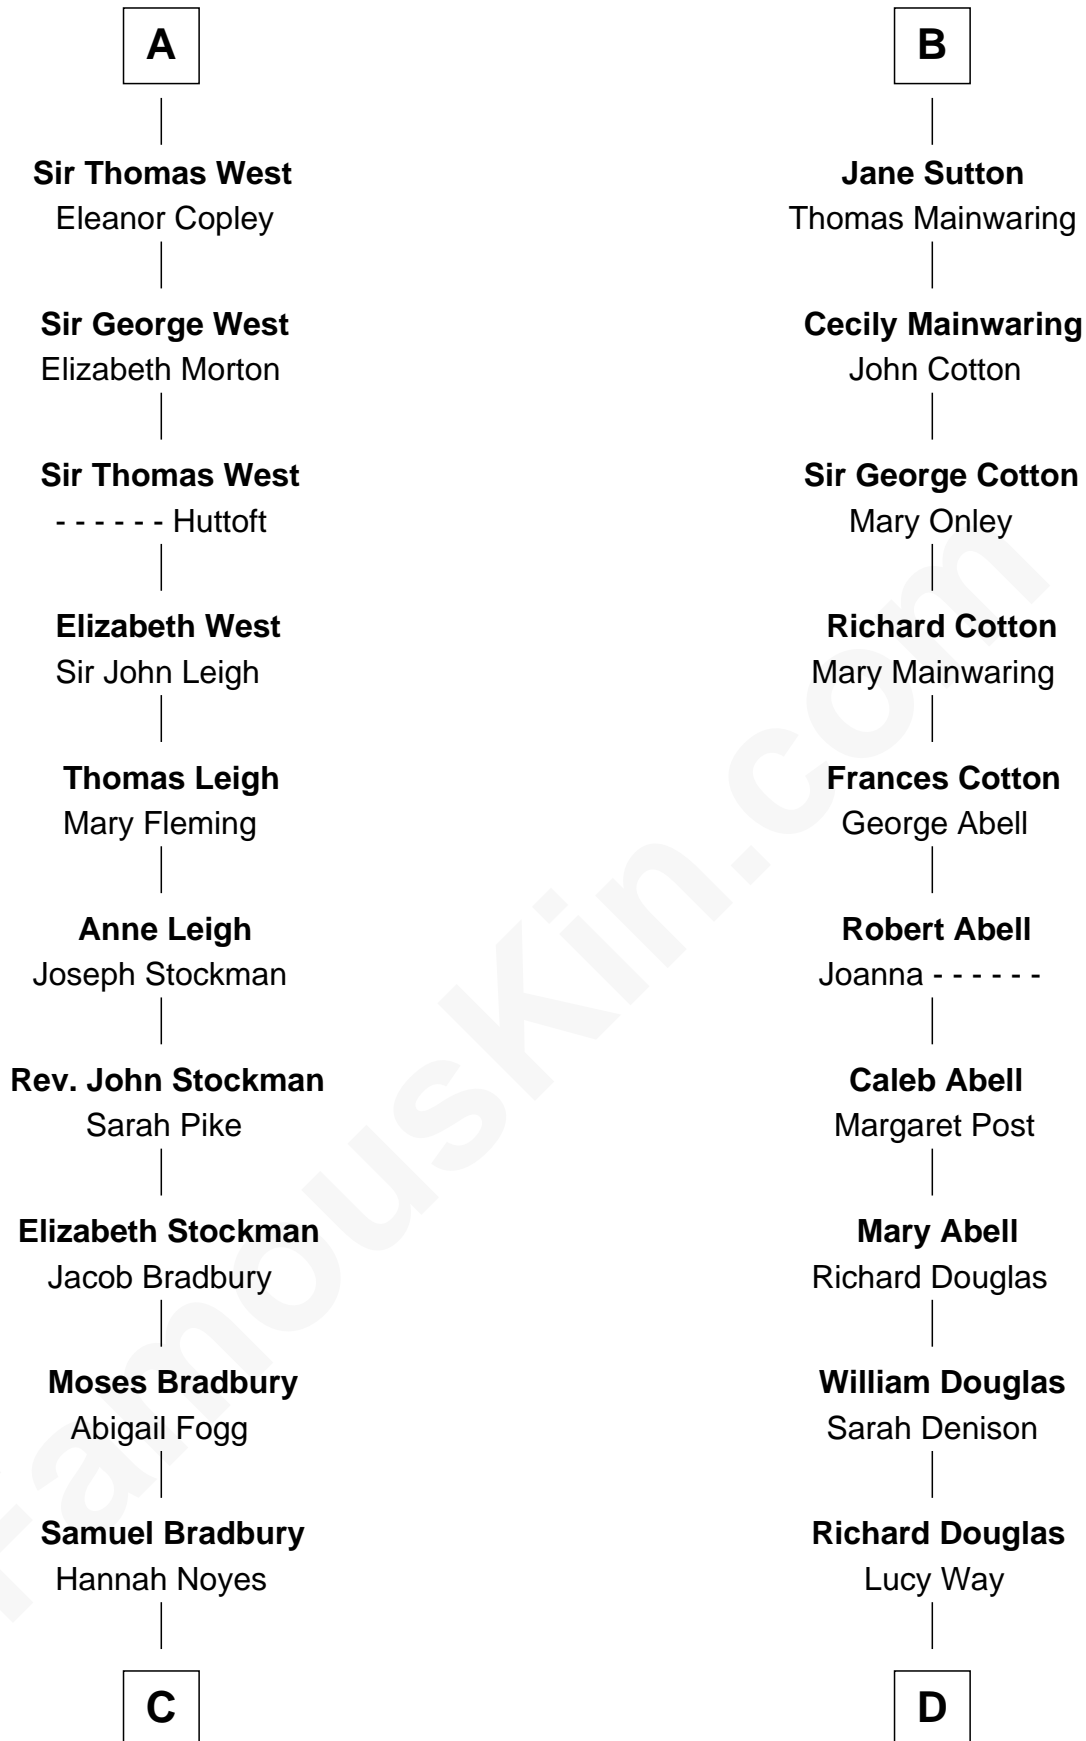 A
Sir Thomas West
Eleanor Copley
Sir George West
Elizabeth Morton
Sir Thomas West
- - - - - - Huttoft
Elizabeth West
Sir John Leigh
Thomas Leigh
Mary Fleming
Anne Leigh
Joseph Stockman
Rev. John Stockman
Sarah Pike
Elizabeth Stockman
Jacob Bradbury
Moses Bradbury
Abigail Fogg
Samuel Bradbury
Hannah Noyes
C
B
Jane Sutton
Thomas Mainwaring
Cecily Mainwaring
John Cotton
Sir George Cotton
Mary Onley
Richard Cotton
Mary Mainwaring
Frances Cotton
George Abell
Robert Abell
Joanna - - - - - -
Caleb Abell
Margaret Post
Mary Abell
Richard Douglas
William Douglas
Sarah Denison
Richard Douglas
Lucy Way
D
FamousKin.com